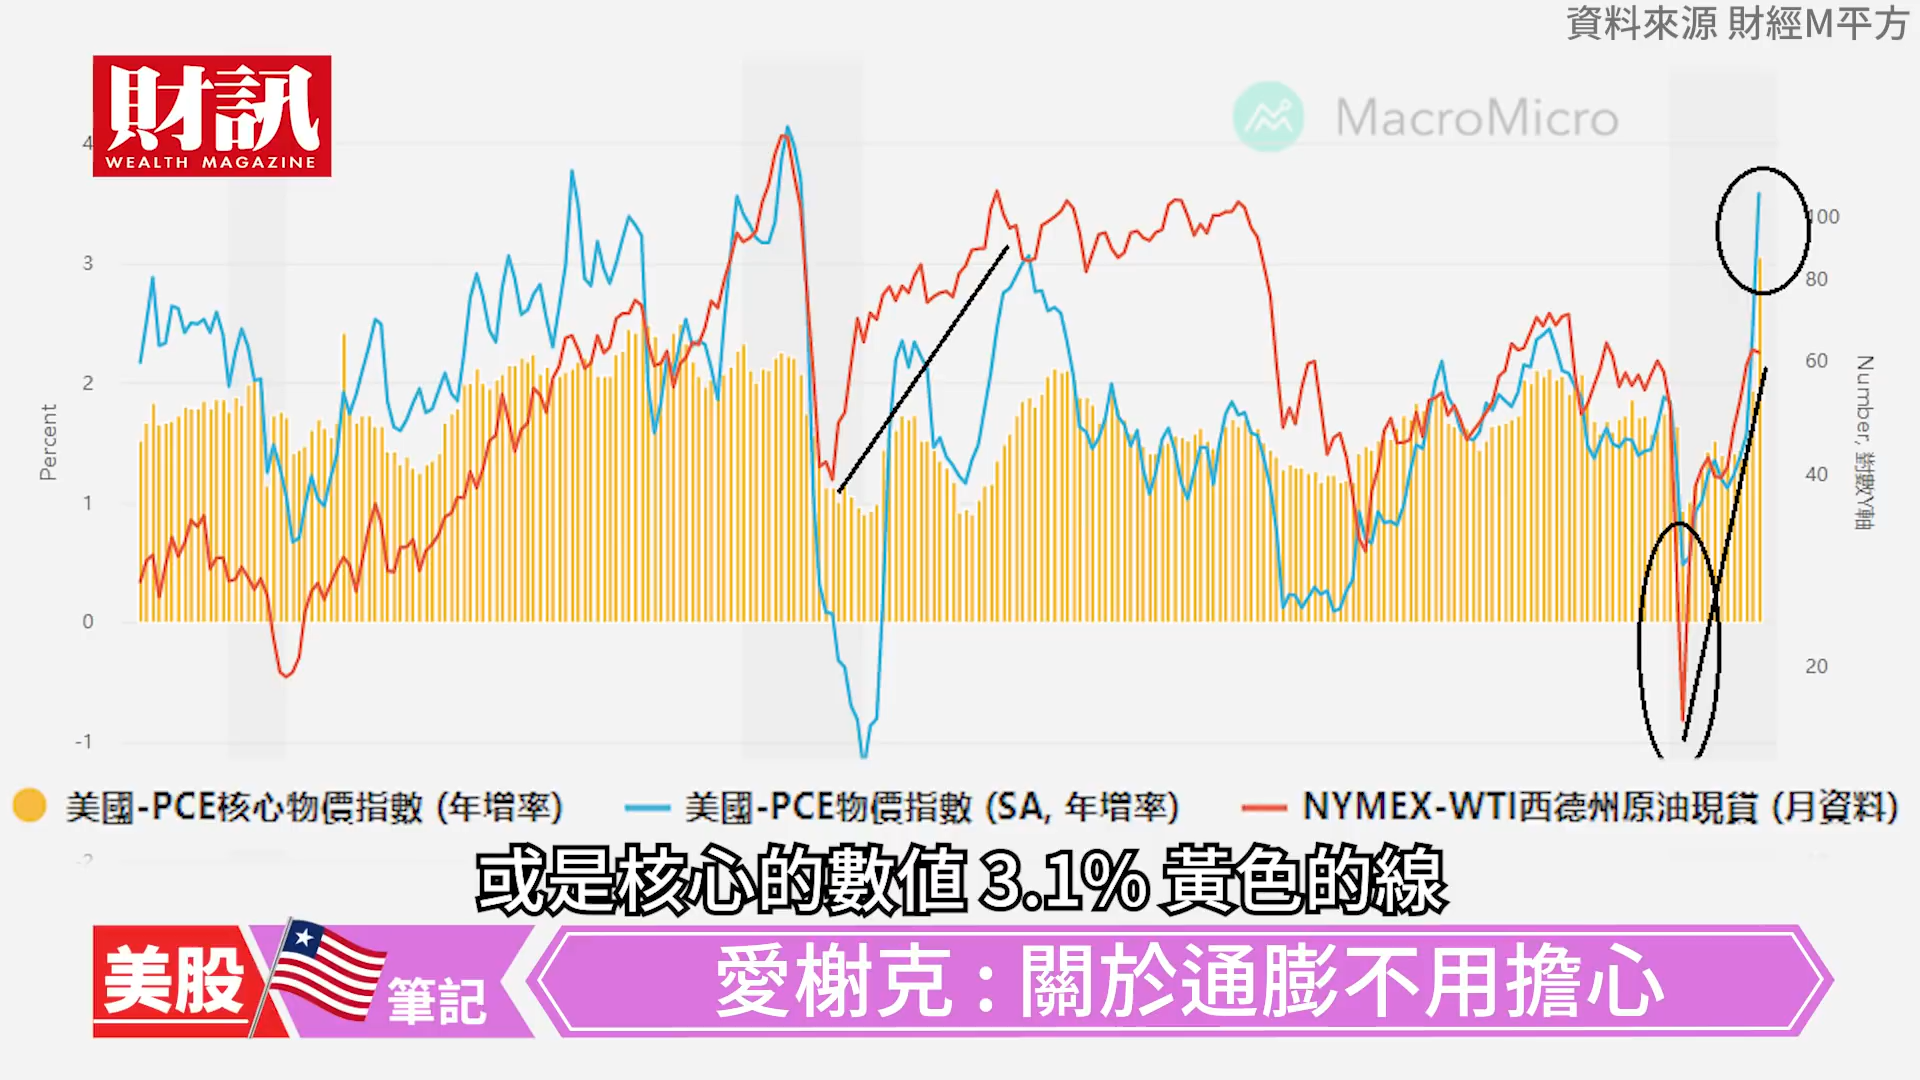 資料來源 財經M平方
財訊
WEALTH MAGAZINE
MacroMicro
4
3
2
1
0
-1
-2
Percent
100
80
60
40
20
Number, 對數Y軸
美國-PCE核心物價指數 (年增率)
美國-PCE物價指數 (SA, 年增率)
NYMEX-WTI西德州原油現貨 (月資料)
或是核心的數值 3.1% 黃色的線
美股
筆記
愛榭克 : 關於通膨不用擔心